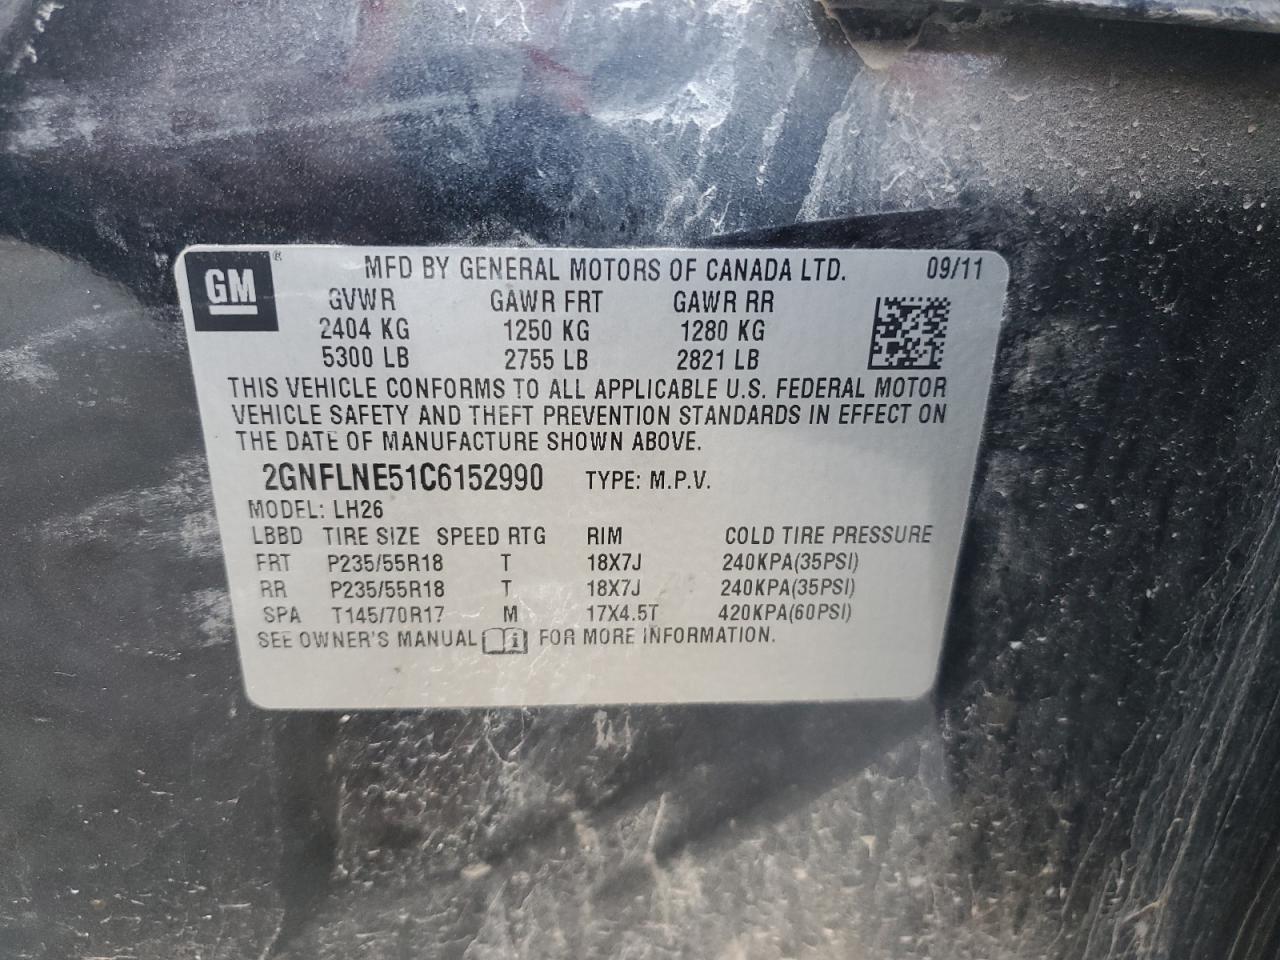 GM ® MFD BY GENERAL MOTORS OF CANADA LTD. 09/11
GVWR GAWR FRT GAWR RR
2404 KG 1250 KG 1280 KG
5300 LB 2755 LB 2821 LB
THIS VEHICLE CONFORMS TO ALL APPLICABLE U.S. FEDERAL MOTOR
VEHICLE SAFETY AND THEFT PREVENTION STANDARDS IN EFFECT ON
THE DATE OF MANUFACTURE SHOWN ABOVE.
2GNFLNE51C6152990 TYPE: M.P.V.
MODEL: LH26
LBBD TIRE SIZE SPEED RTG RIM COLD TIRE PRESSURE
FRT P235/55R18 T 18X7J 240KPA(35PSI)
RR P235/55R18 T 18X7J 240KPA(35PSI)
SPA T145/70R17 M 17X4.5T 420KPA(60PSI)
SEE OWNER'S MANUAL i FOR MORE INFORMATION.